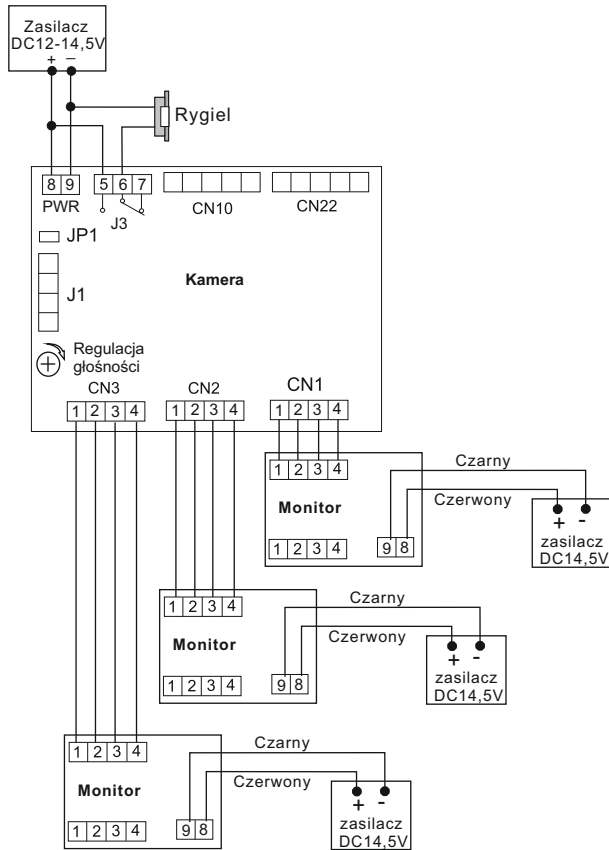 Zasilacz
DC12-14,5V
+ −
Rygiel
8 9
5 6 7
PWR
J3
CN10
CN22
JP1
J1
Kamera
Regulacja
głośności
CN3
CN2
CN1
1 2 3 4
1 2 3 4
1 2 3 4
1 2 3 4
Czarny
Monitor
Czerwony
1 2 3 4
9 8
+ -
zasilacz
DC14,5V
1 2 3 4
Czarny
Monitor
Czerwony
1 2 3 4
9 8
+ -
zasilacz
DC14,5V
1 2 3 4
Czarny
Monitor
Czerwony
1 2 3 4
9 8
+ -
zasilacz
DC14,5V